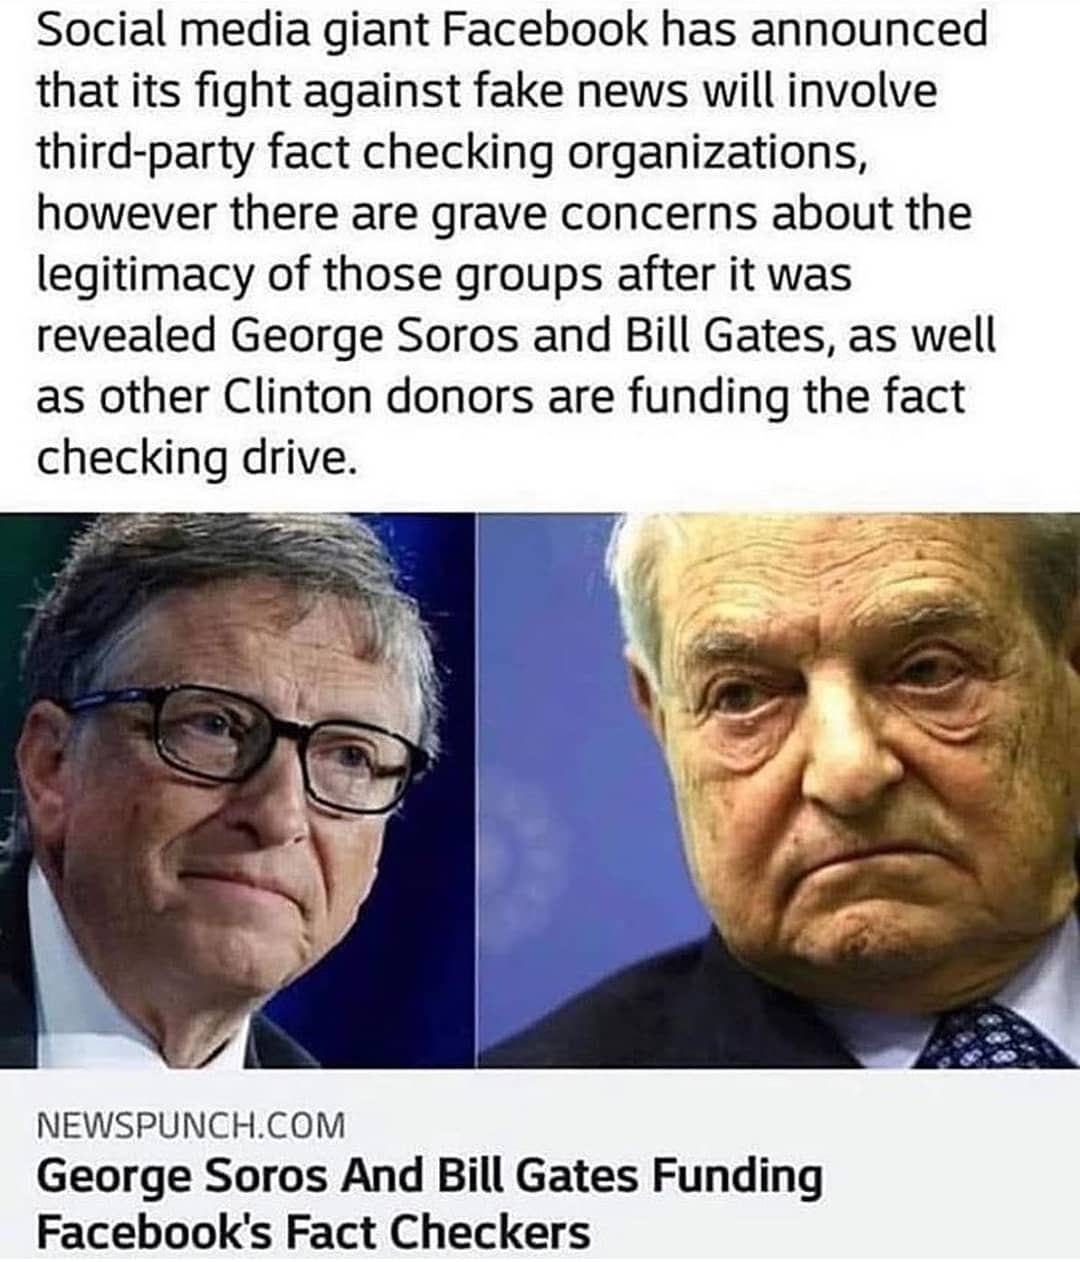 Social media giant Facebook has announced
that its fight against fake news will involve
third-party fact checking organizations,
however there are grave concerns about the
legitimacy of those groups after it was
revealed George Soros and Bill Gates, as well
as other Clinton donors are funding the fact
checking drive.
NEWSPUNCH.COM
George Soros And Bill Gates Funding
Facebook's Fact Checkers